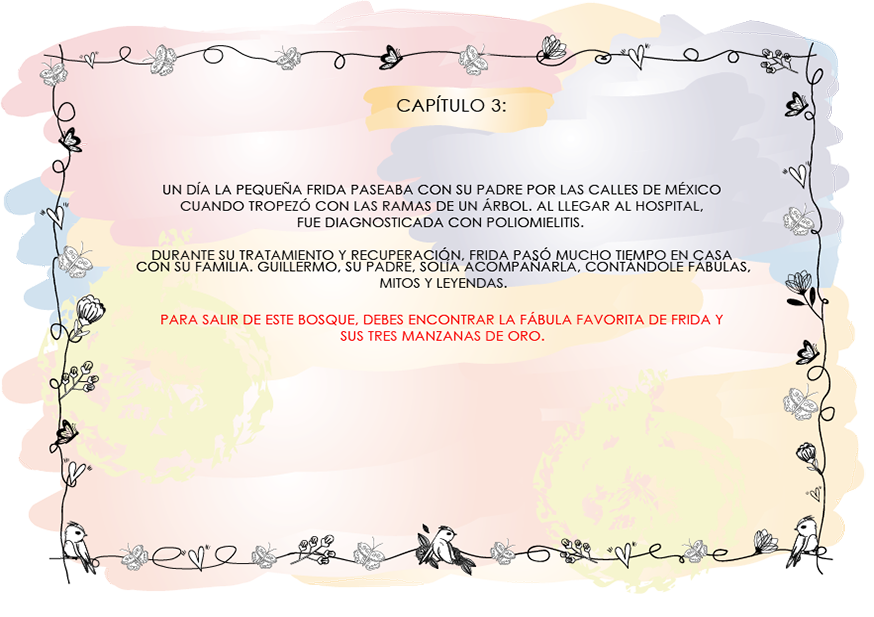 CAPÍTULO 3:
UN DÍA LA PEQUEÑA FRIDA PASEABA CON SU PADRE POR LAS CALLES DE MÉXICO
CUANDO TROPEZÓ CON LAS RAMAS DE UN ÁRBOL. AL LLEGAR AL HOSPITAL,
FUE DIAGNOSTICADA CON POLIOMIELITIS.
DURANTE SU TRATAMIENTO Y RECUPERACIÓN, FRIDA PASÓ MUCHO TIEMPO EN CASA
CON SU FAMILIA. GUILLERMO, SU PADRE, SOLÍA ACOMPAÑARLA, CONTÁNDOLE FÁBULAS,
MITOS Y LEYENDAS.
PARA SALIR DE ESTE BOSQUE, DEBES ENCONTRAR LA FÁBULA FAVORITA DE FRIDA Y
SUS TRES MANZANAS DE ORO.